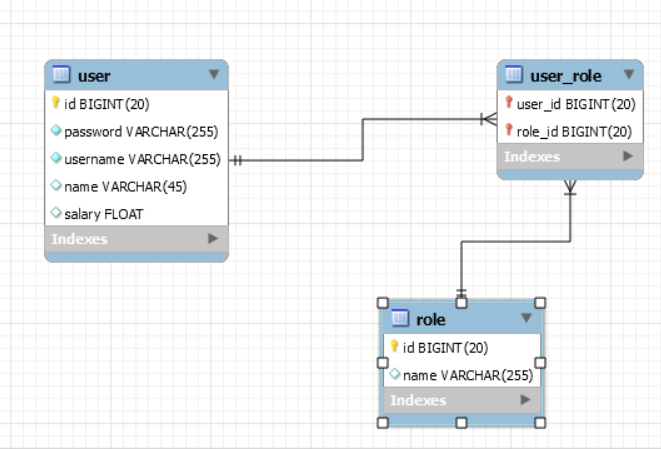 user
id BIGINT(20)
password VARCHAR(255)
username VARCHAR(255)
name VARCHAR(45)
salary FLOAT
Indexes
user_role
user_id BIGINT(20)
role_id BIGINT(20)
Indexes
role
id BIGINT(20)
name VARCHAR(255)
Indexes